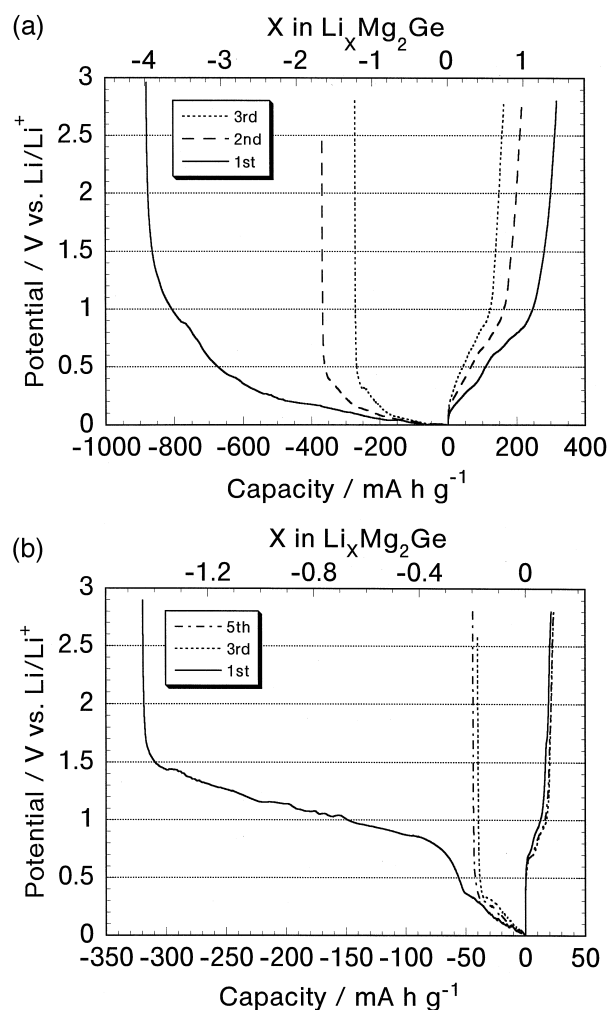 (a)
X in LiXMg2Ge
-4 -3 -2 -1 0 1
3
2.5
2
1.5
1
0.5
0
Potential / V vs. Li/Li+
3rd
2nd
1st
-1000 -800 -600 -400 -200 0 200 400
Capacity / mA h g-1
(b)
X in LiXMg2Ge
-1.2 -0.8 -0.4 0
3
2.5
2
1.5
1
0.5
0
Potential / V vs. Li/Li+
5th
3rd
1st
-350 -300 -250 -200 -150 -100 -50 0 50
Capacity / mA h g-1